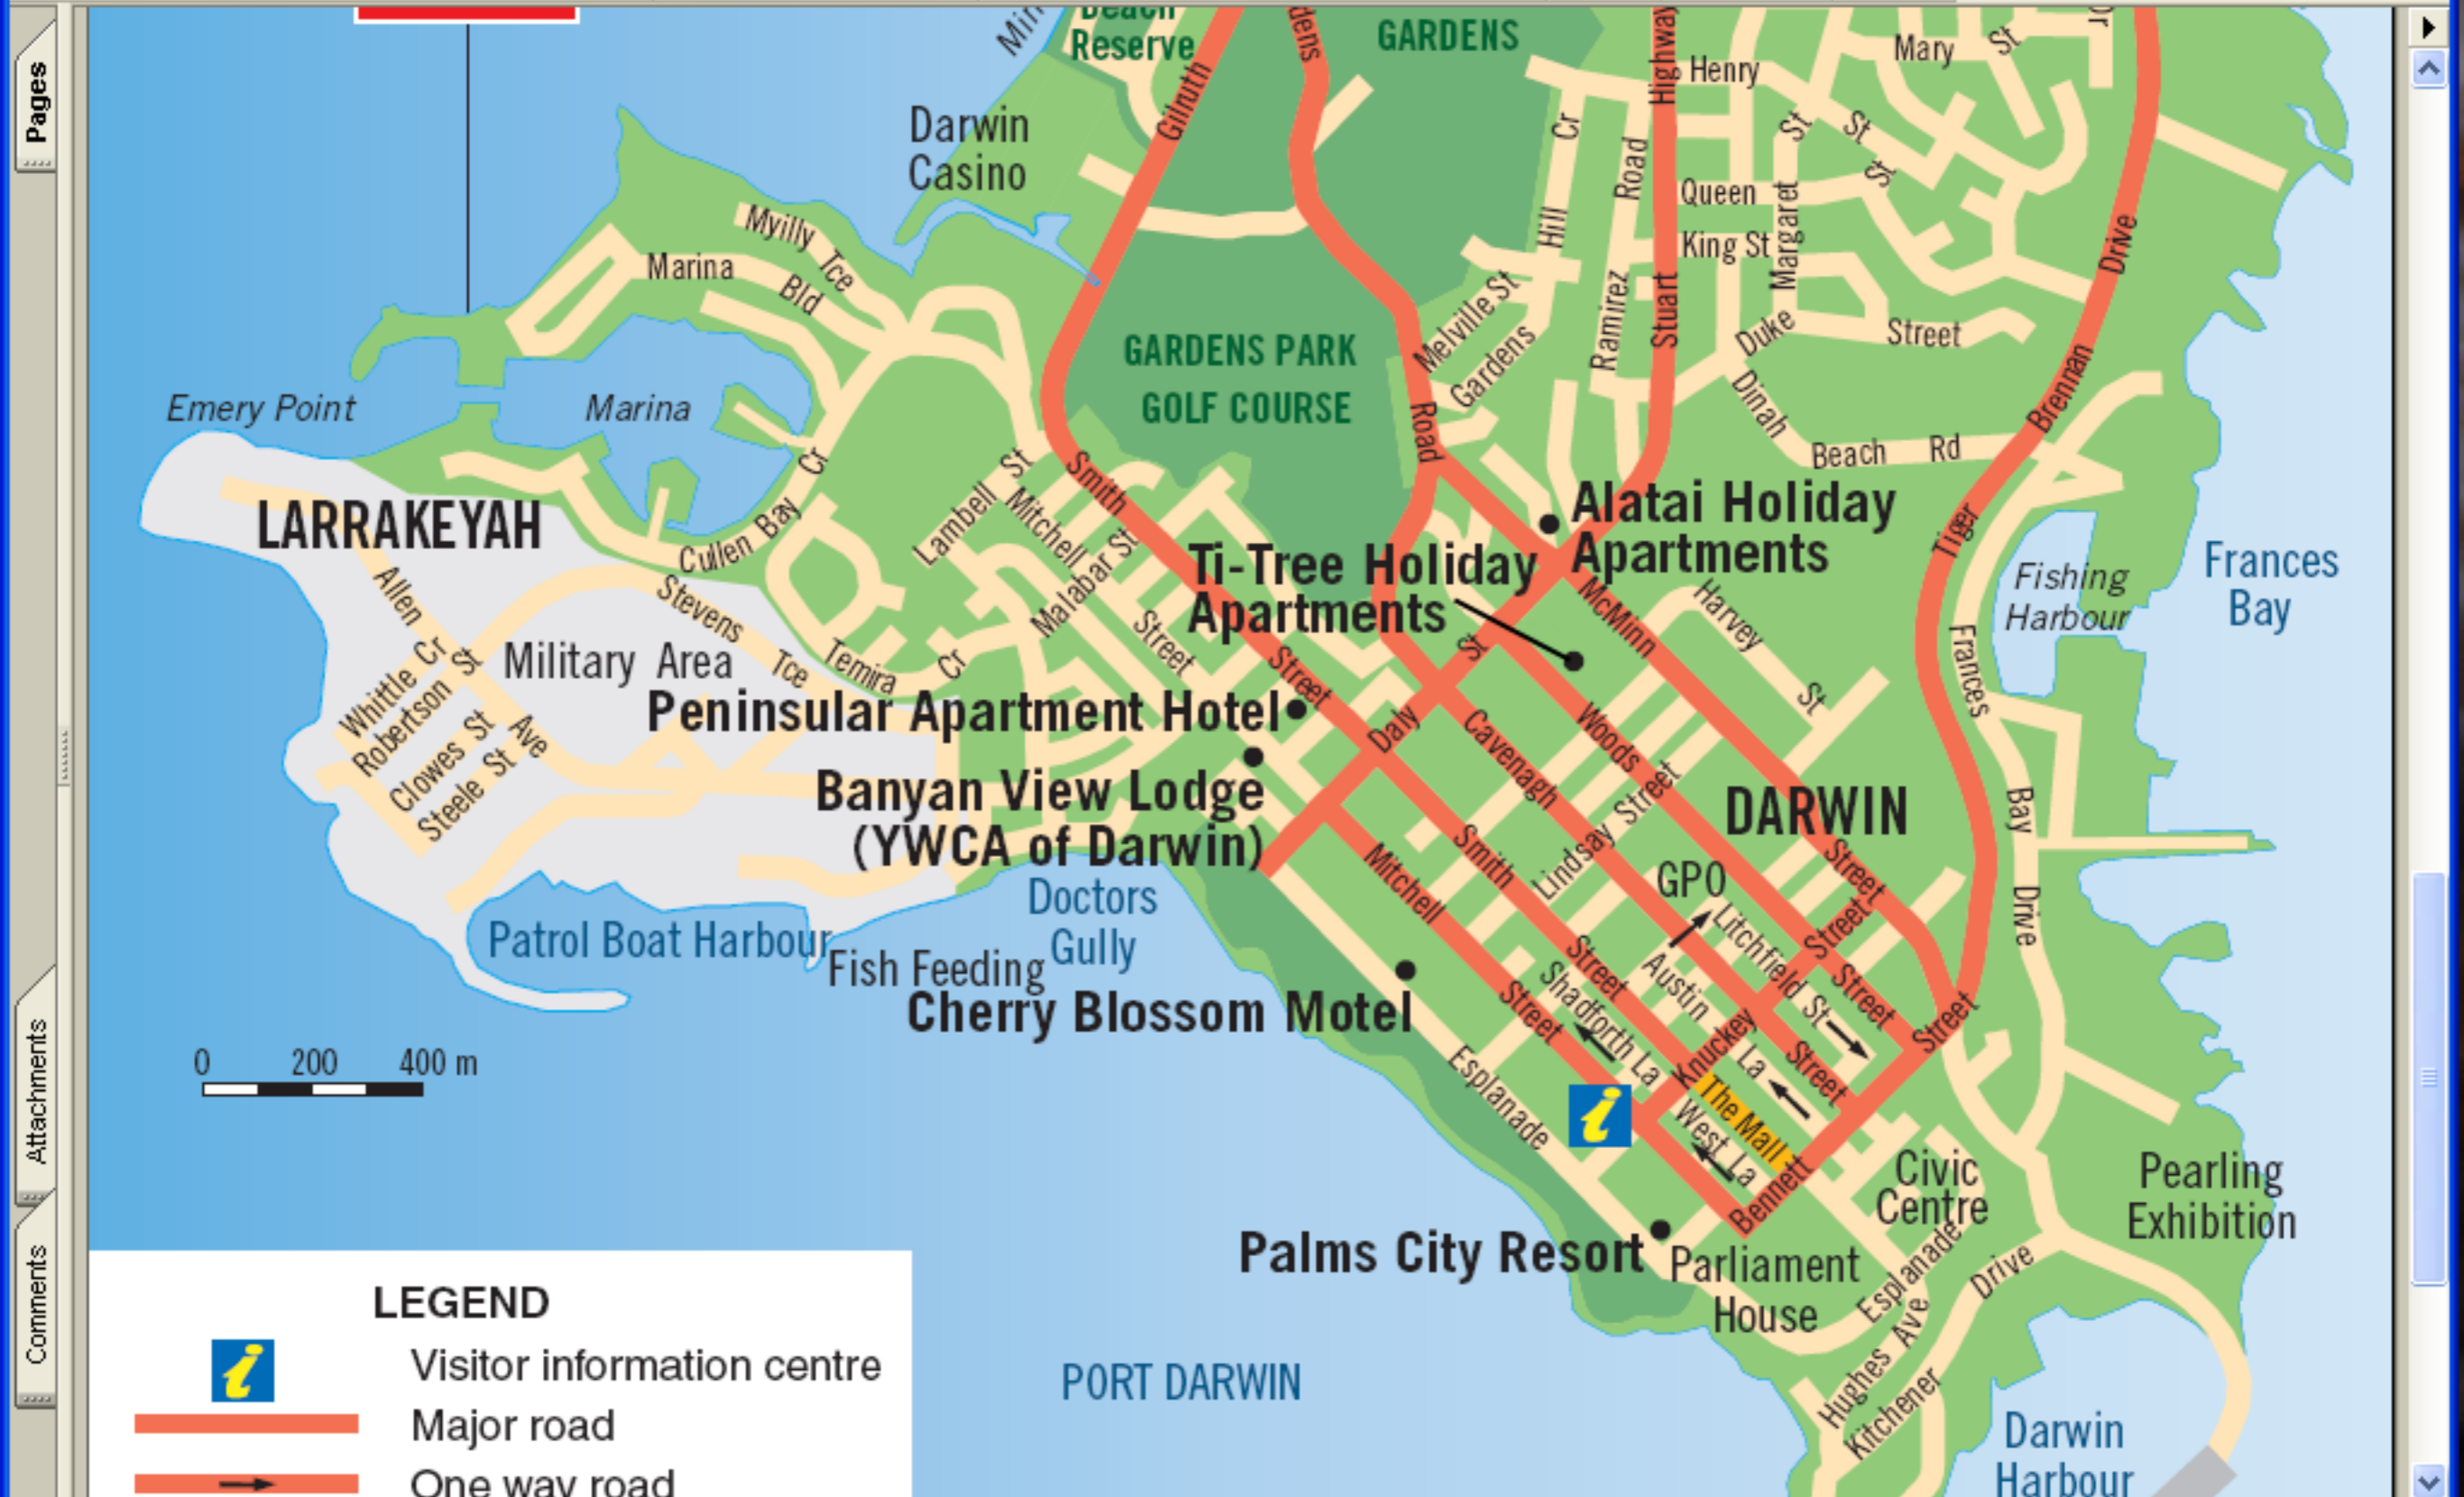 Pages
Attachments
Comments
Beach
Reserve
Gilruth
dens
GARDENS
Highway
Henry
Mary
St
Dr
Darwin
Casino
Cr
Road
St
St
St
Queen
Hill
Margaret
King St
Drive
Myilly
Tce
Marina
Bld
Melville St
Ramirez
Stuart
Gardens
Duke
Street
GARDENS PARK
GOLF COURSE
Dinah
Brennan
Emery Point
Marina
Road
Beach Rd
Cr
St
Smith
LARRAKEYAH
Lambell
Mitchell
Alatai Holiday
Apartments
Cullen Bay
Malabar St
Ti-Tree Holiday
Apartments
Tiger
Fishing
Harbour
Frances
Bay
Allen
Stevens
McMinn
Harvey
Street
St
Frances
Whittle Cr
Military Area
Tce
Temira
Cr
Street
St
Robertson St
Peninsular Apartment Hotel
Clowes St
Ave
Daly
Cavenagh
Woods
Steele St
Banyan View Lodge
(YWCA of Darwin)
Lindsay Street
DARWIN
Bay
Mitchell
Smith
Street
GPO
Doctors
Gully
Drive
Patrol Boat Harbour
Fish Feeding
Litchfield St
Street
Street
Cherry Blossom Motel
Street
Shadforth La
Street
Austin
La
Knuckey
Street
Street
0 200 400 m
Esplanade
The Mall
West La
Bennett
Civic
Centre
Pearling
Exhibition
Palms City Resort
Parliament
House
Esplanade
Drive
LEGEND
Visitor information centre
Major road
One way road
PORT DARWIN
Hughes Ave
Kitchener
Darwin
Harbour